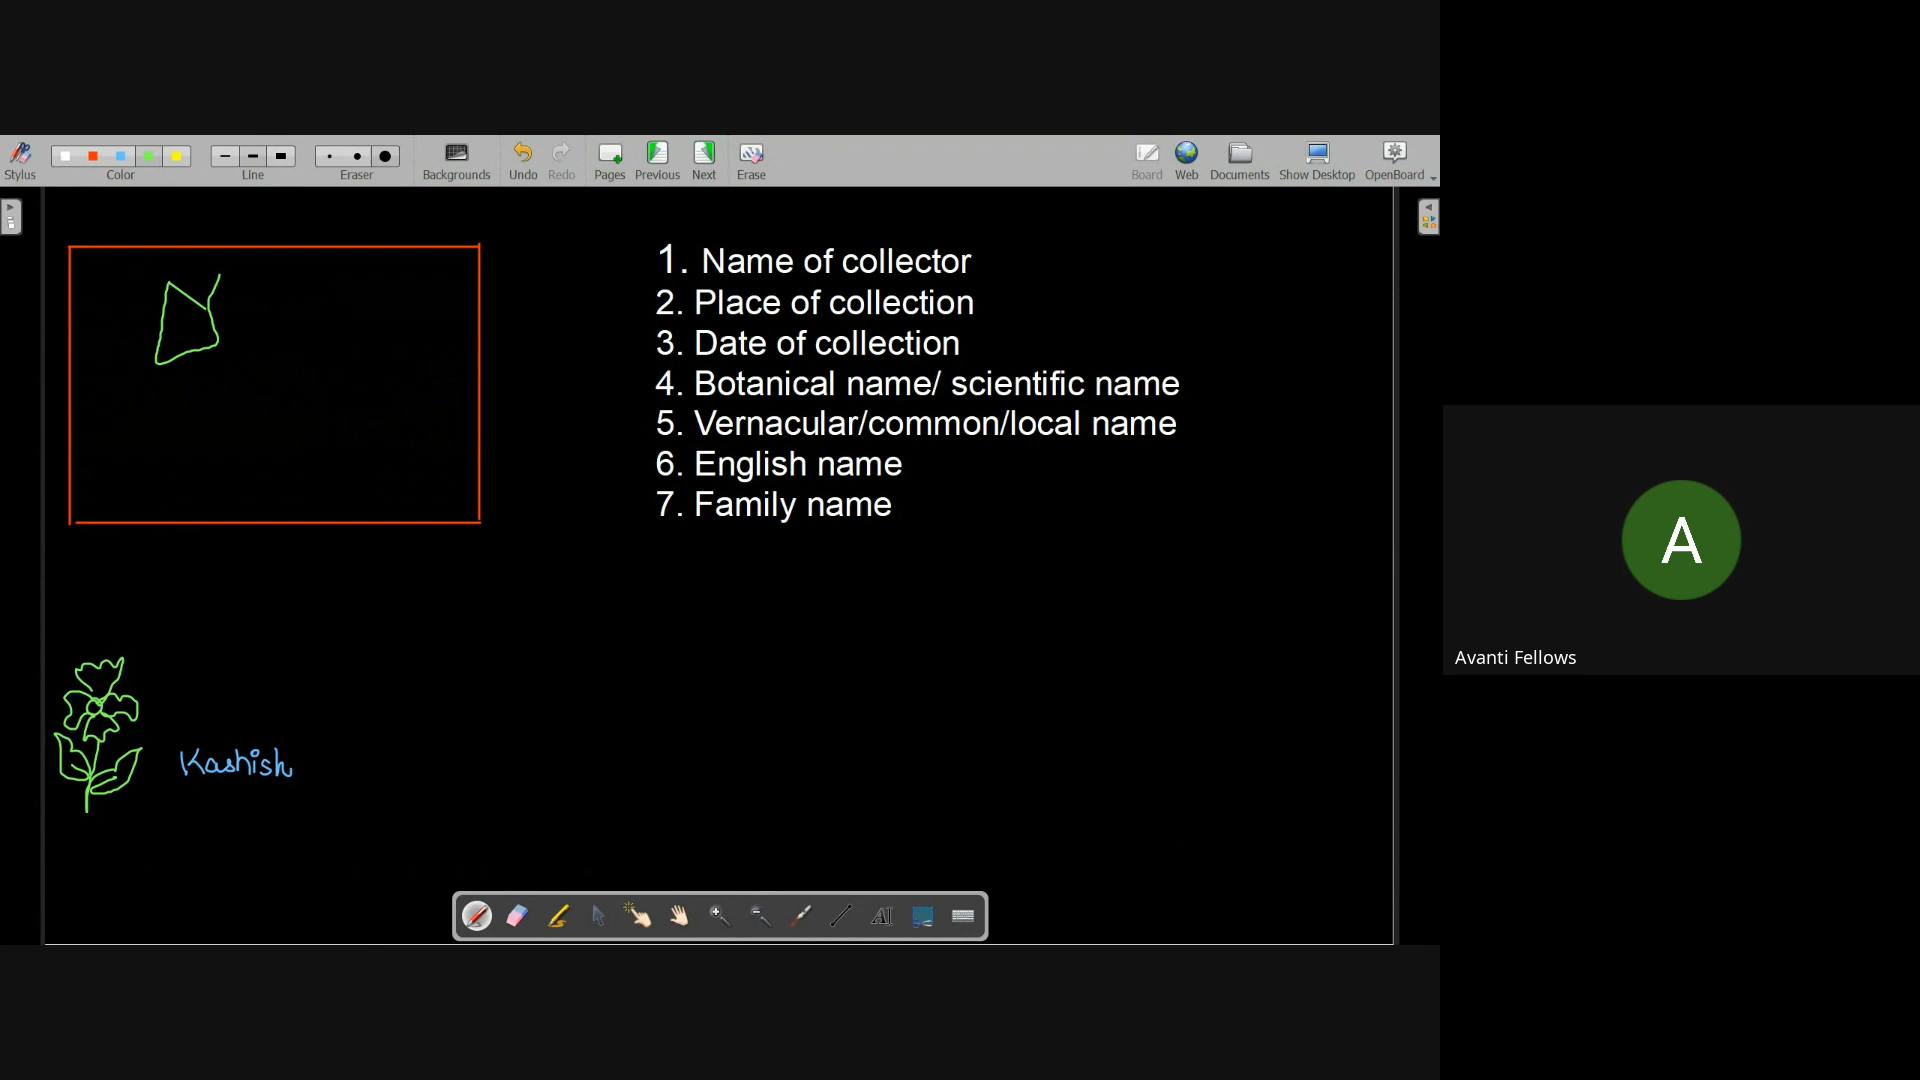 Stylus Color Line Eraser Backgrounds Undo Redo Pages Previous Next Erase Board Web Documents Show Desktop OpenBoard
1. Name of collector
2. Place of collection
3. Date of collection
4. Botanical name/ scientific name
5. Vernacular/common/local name
6. English name
7. Family name
Kashish
A
Avanti Fellows